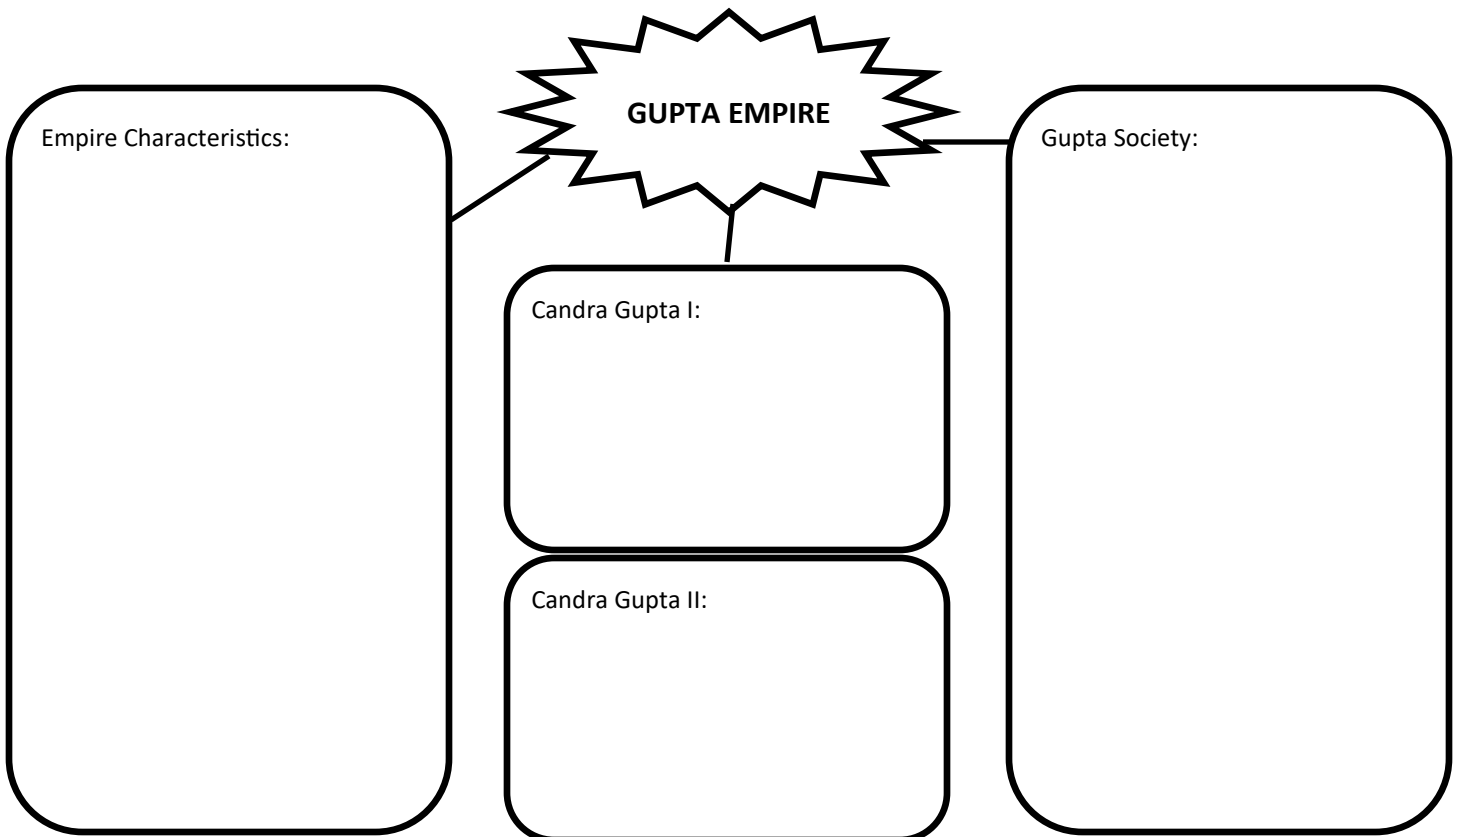 GUPTA EMPIRE
Empire Characteristics:
Gupta Society:
Candra Gupta I:
Candra Gupta II: